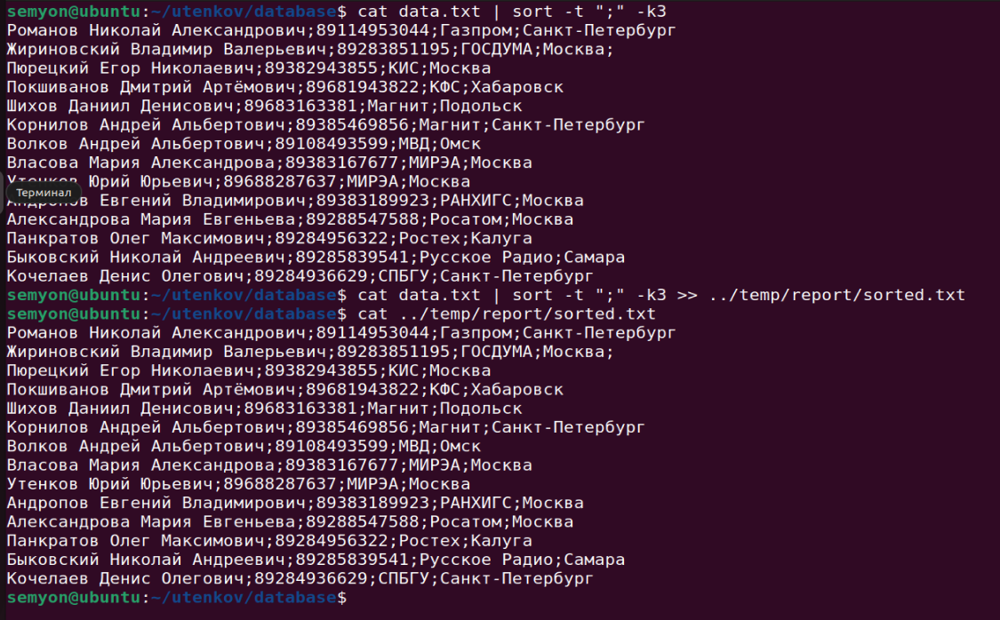 semyon@ubuntu:~/utenkov/database$ cat data.txt | sort -t ";" -k3
Романов Николай Александрович;89114953044;Газпром;Санкт-Петербург
Жириновский Владимир Валерьевич;89283851195;ГОСДУМА;Москва;
Пюрецкий Егор Николаевич;89382943855;КИС;Москва
Покшиванов Дмитрий Артёмович;89681943822;КФС;Хабаровск
Шихов Даниил Денисович;89683163381;Магнит;Подольск
Корнилов Андрей Альбертович;89385469856;Магнит;Санкт-Петербург
Волков Андрей Альбертович;89108493599;МВД;Омск
Власова Мария Александрова;89383167677;МИРЭА;Москва
Утенков Юрий Юрьевич;89688287637;МИРЭА;Москва
Терминал
Андропов Евгений Владимирович;89383189923;РАНХИГС;Москва
Александрова Мария Евгеньева;89288547588;Росатом;Москва
Панкратов Олег Максимович;89284956322;Ростех;Калуга
Быковский Николай Андреевич;89285839541;Русское Радио;Самара
Кочелаев Денис Олегович;89284936629;СПБГУ;Санкт-Петербург
semyon@ubuntu:~/utenkov/database$ cat data.txt | sort -t ";" -k3 >> ../temp/report/sorted.txt
semyon@ubuntu:~/utenkov/database$ cat ../temp/report/sorted.txt
Романов Николай Александрович;89114953044;Газпром;Санкт-Петербург
Жириновский Владимир Валерьевич;89283851195;ГОСДУМА;Москва;
Пюрецкий Егор Николаевич;89382943855;КИС;Москва
Покшиванов Дмитрий Артёмович;89681943822;КФС;Хабаровск
Шихов Даниил Денисович;89683163381;Магнит;Подольск
Корнилов Андрей Альбертович;89385469856;Магнит;Санкт-Петербург
Волков Андрей Альбертович;89108493599;МВД;Омск
Власова Мария Александрова;89383167677;МИРЭА;Москва
Утенков Юрий Юрьевич;89688287637;МИРЭА;Москва
Андропов Евгений Владимирович;89383189923;РАНХИГС;Москва
Александрова Мария Евгеньева;89288547588;Росатом;Москва
Панкратов Олег Максимович;89284956322;Ростех;Калуга
Быковский Николай Андреевич;89285839541;Русское Радио;Самара
Кочелаев Денис Олегович;89284936629;СПБГУ;Санкт-Петербург
semyon@ubuntu:~/utenkov/database$